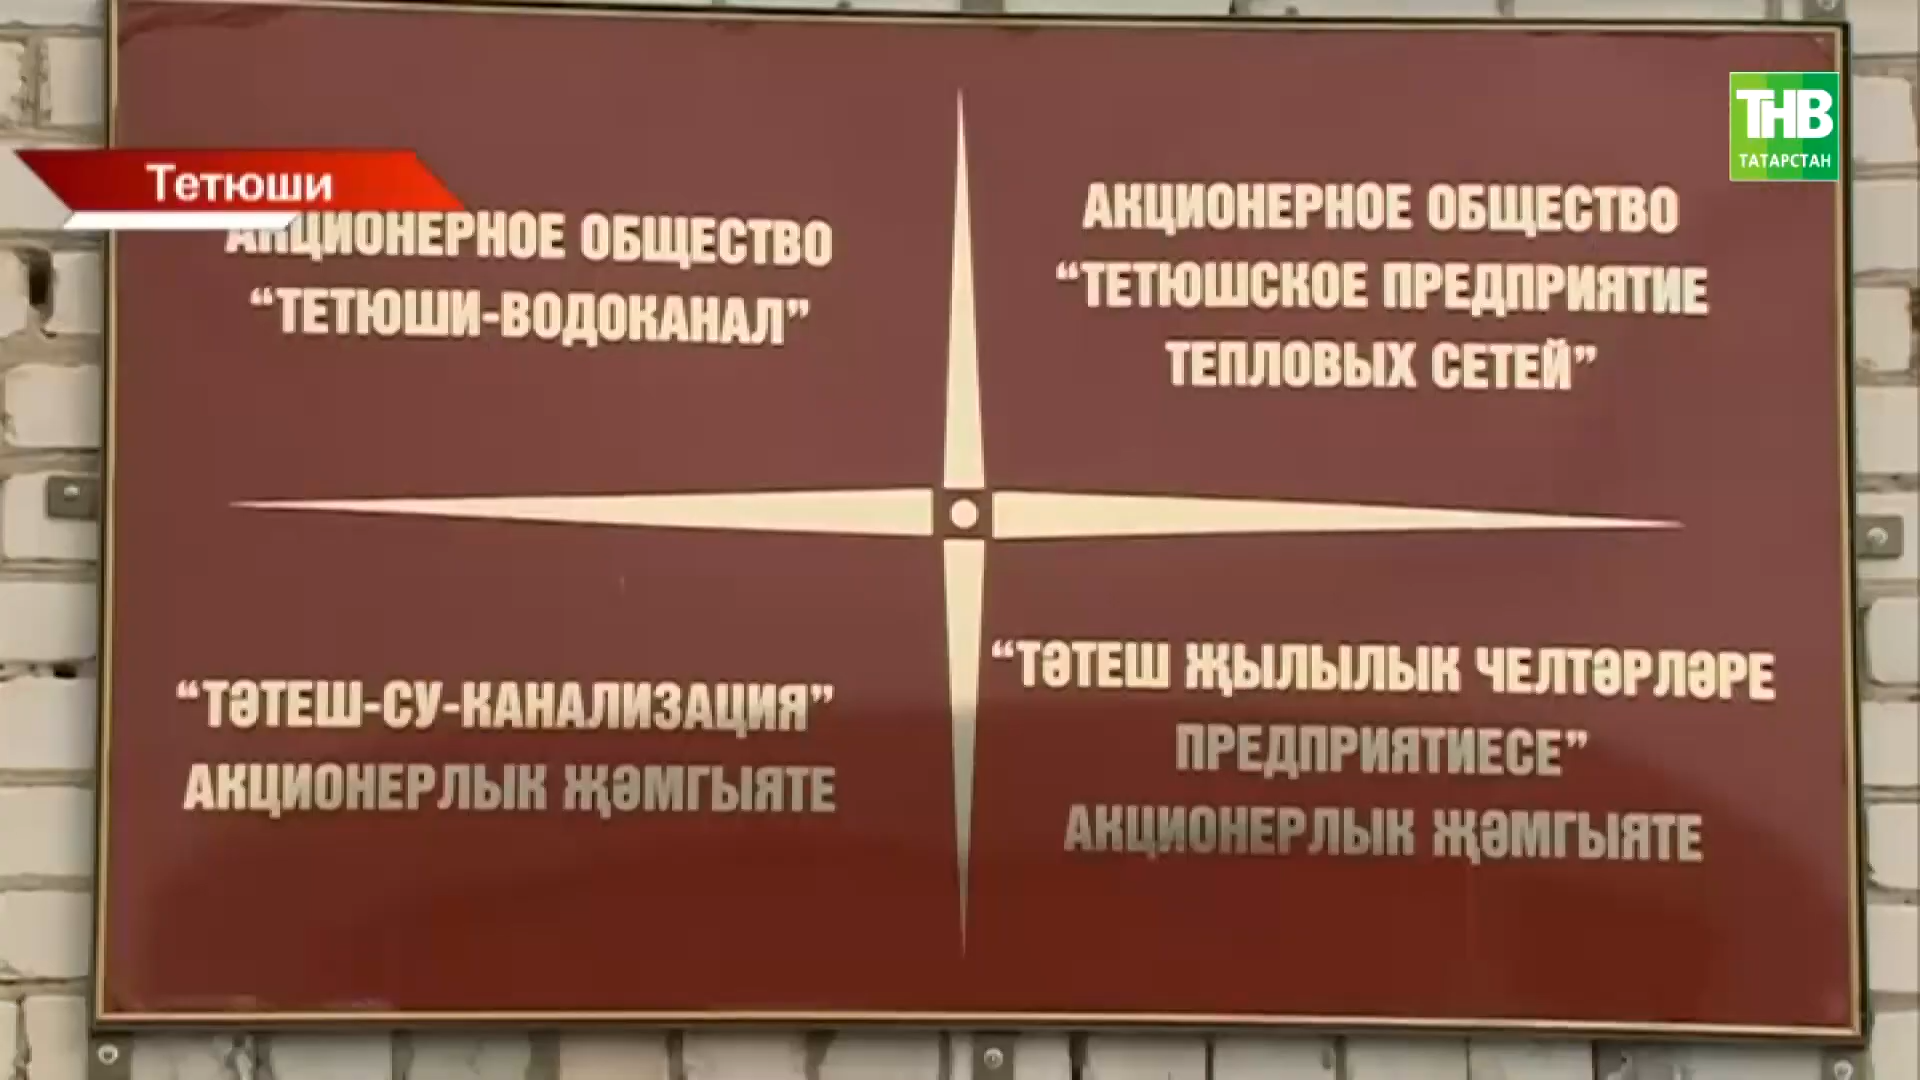 ТНВ
ТАТАРСТАН
Тетюши
АКЦИОНЕРНОЕ ОБЩЕСТВО
“ТЕТЮШИ-ВОДОКАНАЛ”
АКЦИОНЕРНОЕ ОБЩЕСТВО
“ТЕТЮШСКОЕ ПРЕДПРИЯТИЕ
ТЕПЛОВЫХ СЕТЕЙ”
“ТӘТЕШ-СУ-КАНАЛИЗАЦИЯ”
АКЦИОНЕРЛЫК ҖӘМГЫЯТЕ
“ТӘТЕШ ҖЫЛЫЛЫК ЧЕЛТӘРЛӘРЕ
ПРЕДПРИЯТИЕСЕ”
АКЦИОНЕРЛЫК ҖӘМГЫЯТЕ